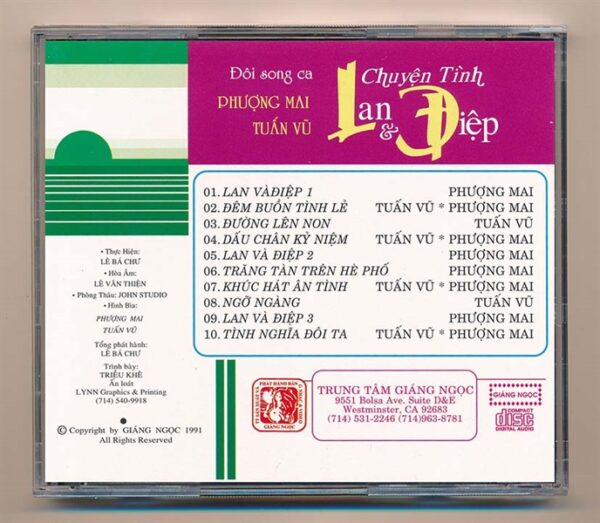 Đôi song ca
PHƯỢNG MAI
TUẤN VŨ
Chuyện Tình
Lan & Điệp
01. LAN VÀĐIỆP 1 PHƯỢNG MAI
02. ĐÊM BUỒN TÌNH LẺ TUẤN VŨ * PHƯỢNG MAI
03. ĐƯỜNG LÊN NON TUẤN VŨ
04. DẤU CHÂN KỶ NIỆM TUẤN VŨ * PHƯỢNG MAI
05. LAN VÀ ĐIỆP 2 PHƯỢNG MAI
06. TRĂNG TÀN TRÊN HÈ PHỐ PHƯỢNG MAI
07. KHÚC HÁT ÂN TÌNH TUẤN VŨ * PHƯỢNG MAI
08. NGỠ NGÀNG TUẤN VŨ
09. LAN VÀ ĐIỆP 3 PHƯỢNG MAI
10. TÌNH NGHĨA ĐÔI TA TUẤN VŨ * PHƯỢNG MAI
• Thực Hiện:
LÊ BÁ CHƯ
• Hòa Âm:
LÊ VĂN THIỆN
• Phòng Thâu: JOHN STUDIO
• Hình Bìa:
PHƯỢNG MAI
TUẤN VŨ
Tổng phát hành:
LÊ BÁ CHƯ
Trình bày:
TRIỀU KHÊ
Ấn loát
LYNN Graphics & Printing
(714) 540-9918
© Copyright by GIÁNG NGỌC 1991
All Rights Reserved
GIÁNG NGỌC
TRUNG TÂM GIÁNG NGỌC
9551 Bolsa Ave. Suite D&E
Westminster, CA 92683
(714) 531-2246 (714)963-8781
GIÁNG NGỌC
COMPACT
disc
DIGITAL AUDIO